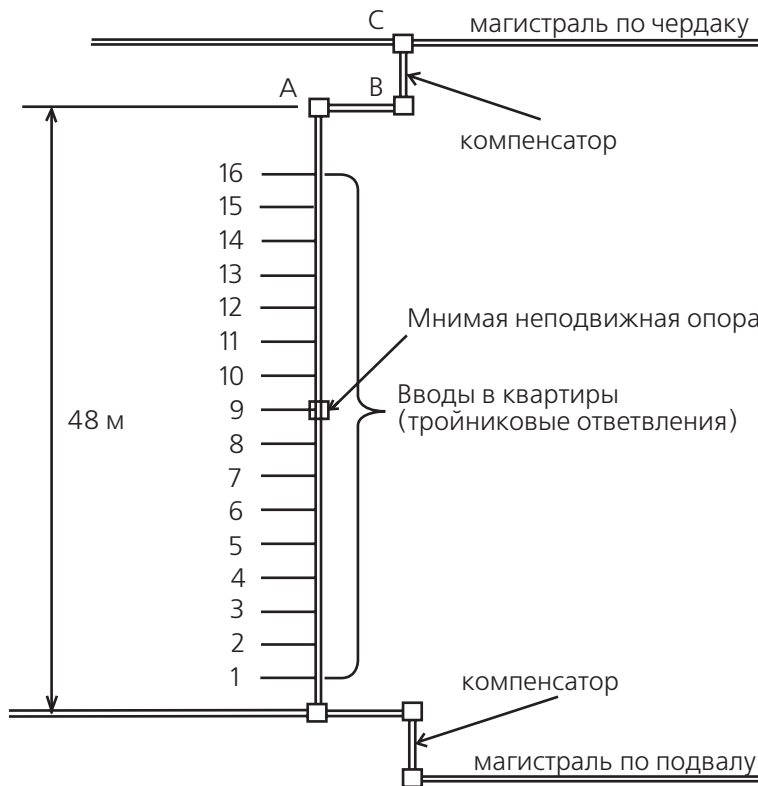 C
магистраль по чердаку
A
B
компенсатор
16
15
14
13
12
11
10
9
8
7
6
5
4
3
2
1
Мнимая неподвижная опора
Вводы в квартиры
(тройниковые ответвления)
48 м
компенсатор
магистраль по подвалу